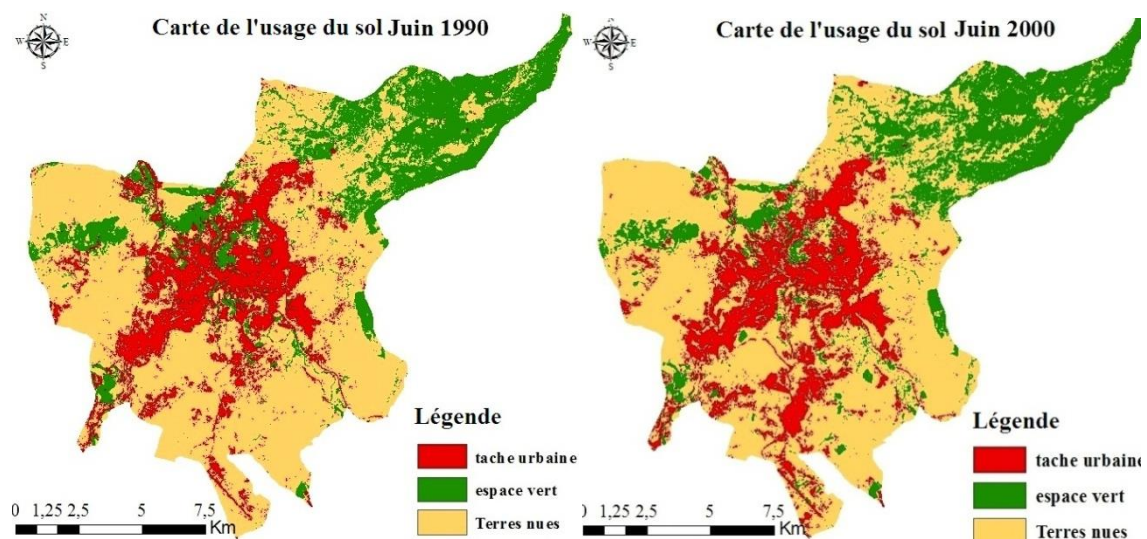 Carte de l'usage du sol Juin 1990
N
W E
S
Légende
tache urbaine
espace vert
Terres nues
0 1,25 2,5 5 7,5
Km
Carte de l'usage du sol Juin 2000
N
W E
S
Légende
tache urbaine
espace vert
Terres nues
0 1,25 2,5 5 7,5
Km